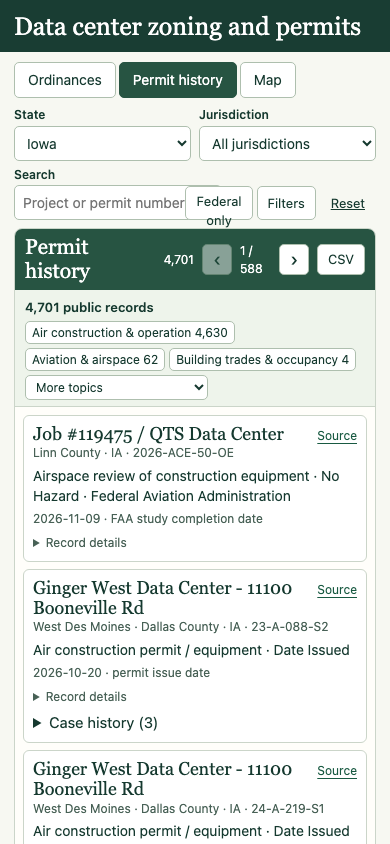 Data center zoning and permits
Ordinances
Permit history
Map
State
Jurisdiction
Iowa
All jurisdictions
Search
Project or permit number
Federal only
Filters
Reset
Permit history
4,701
‹
1 / 588
›
CSV
4,701 public records
Air construction & operation 4,630
Aviation & airspace 62
Building trades & occupancy 4
More topics
Job #119475 / QTS Data Center
Source
Linn County · IA · 2026-ACE-50-OE
Airspace review of construction equipment · No
Hazard · Federal Aviation Administration
2026-11-09 · FAA study completion date
▶ Record details
Ginger West Data Center - 11100
Booneville Rd
Source
West Des Moines · Dallas County · IA · 23-A-088-S2
Air construction permit / equipment · Date Issued
2026-10-20 · permit issue date
▶ Record details
▶ Case history (3)
Ginger West Data Center - 11100
Booneville Rd
Source
West Des Moines · Dallas County · IA · 24-A-219-S1
Air construction permit / equipment · Date Issued